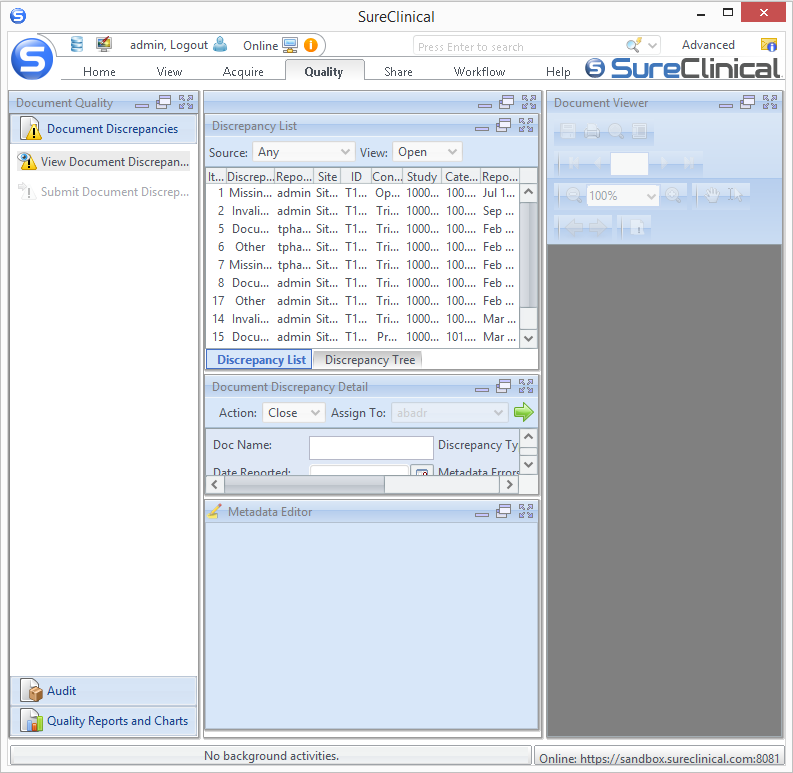 SureClinical
admin, Logout Online Press Enter to search Advanced
Home View Acquire Quality Share Workflow Help SureClinical
Document Quality
Document Discrepancies
View Document Discrepan...
Submit Document Discrep...
Audit
Quality Reports and Charts
Discrepancy List
Source: Any View: Open
It... Discrep... Repo... Site ID Con... Study Cate... Repo...
1 Missin... admin Sit... T1... Op... 1000... 100.... Jul 1...
2 Invali... admin Sit... T1... Tri... 1000... 100.... Sep ...
5 Docu... tpha... Sit... T1... Tri... 1000... 100.... Feb ...
6 Other tpha... Sit... T1... Tri... 1000... 100.... Feb ...
7 Missin... tpha... Sit... T1... Tri... 1000... 100.... Feb ...
8 Docu... admin Sit... T1... Tri... 1000... 100.... Feb ...
17 Other admin Sit... T1... Tri... 1000... 100.... Feb ...
14 Invali... admin Sit... T1... Tri... 1000... 100.... Mar ...
15 Docu... admin Sit... T1... Pr... 1000... 101.... Mar ...
Discrepancy List Discrepancy Tree
Document Discrepancy Detail
Action: Close Assign To: abadr
Doc Name: Discrepancy Ty
Date Reported: Metadata Errors
Metadata Editor
Document Viewer
100%
No background activities. Online: https://sandbox.sureclinical.com:8081